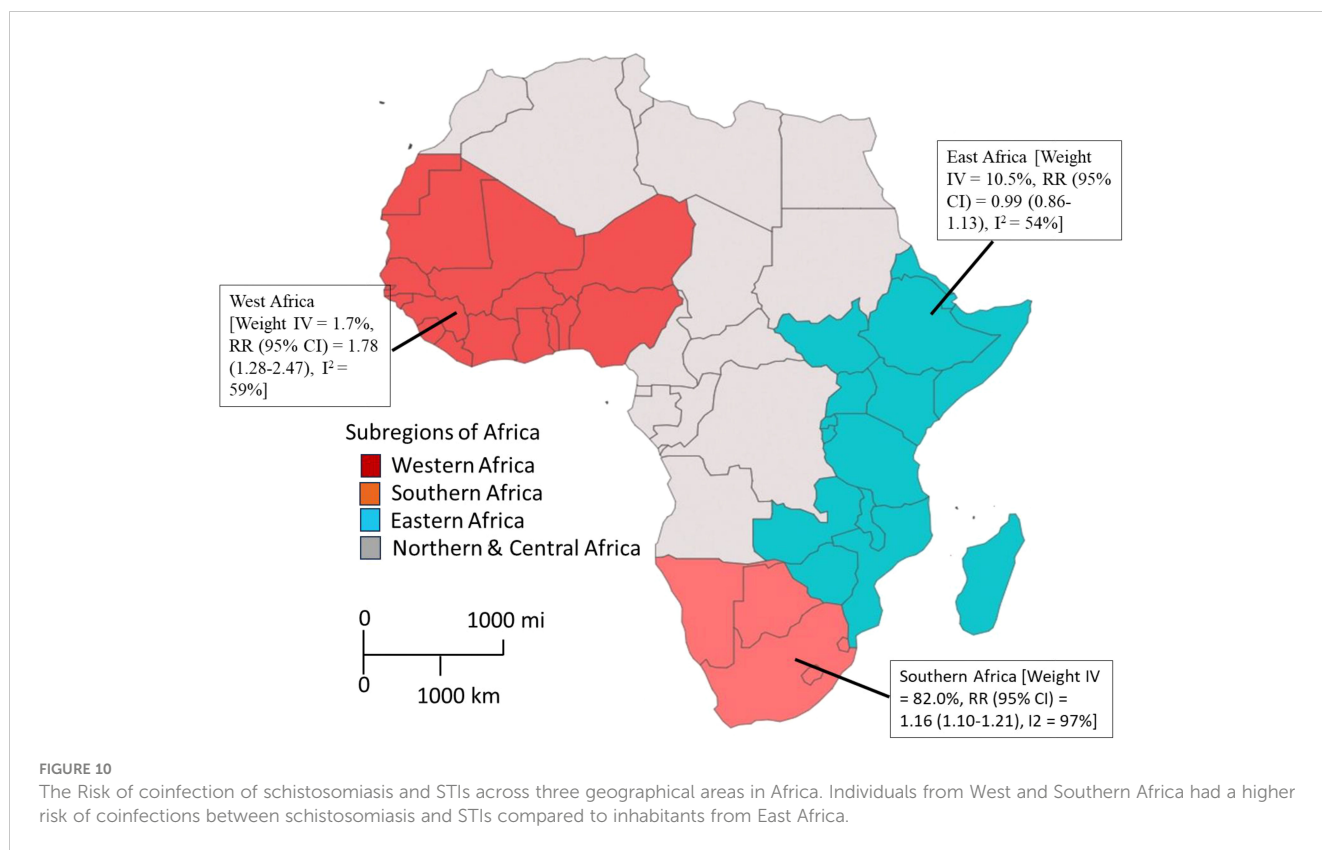 East Africa [Weight
IV = 10.5%, RR (95%
CI) = 0.99 (0.86-
1.13), I² = 54%]
West Africa
[Weight IV = 1.7%,
RR (95% CI) = 1.78
(1.28-2.47), I² =
59%]
Subregions of Africa
Western Africa
Southern Africa
Eastern Africa
Northern & Central Africa
0 1000 mi
0 1000 km
Southern Africa [Weight IV
= 82.0%, RR (95% CI) =
1.16 (1.10-1.21), I2 = 97%]
FIGURE 10
The Risk of coinfection of schistosomiasis and STIs across three geographical areas in Africa. Individuals from West and Southern Africa had a higher
risk of coinfections between schistosomiasis and STIs compared to inhabitants from East Africa.